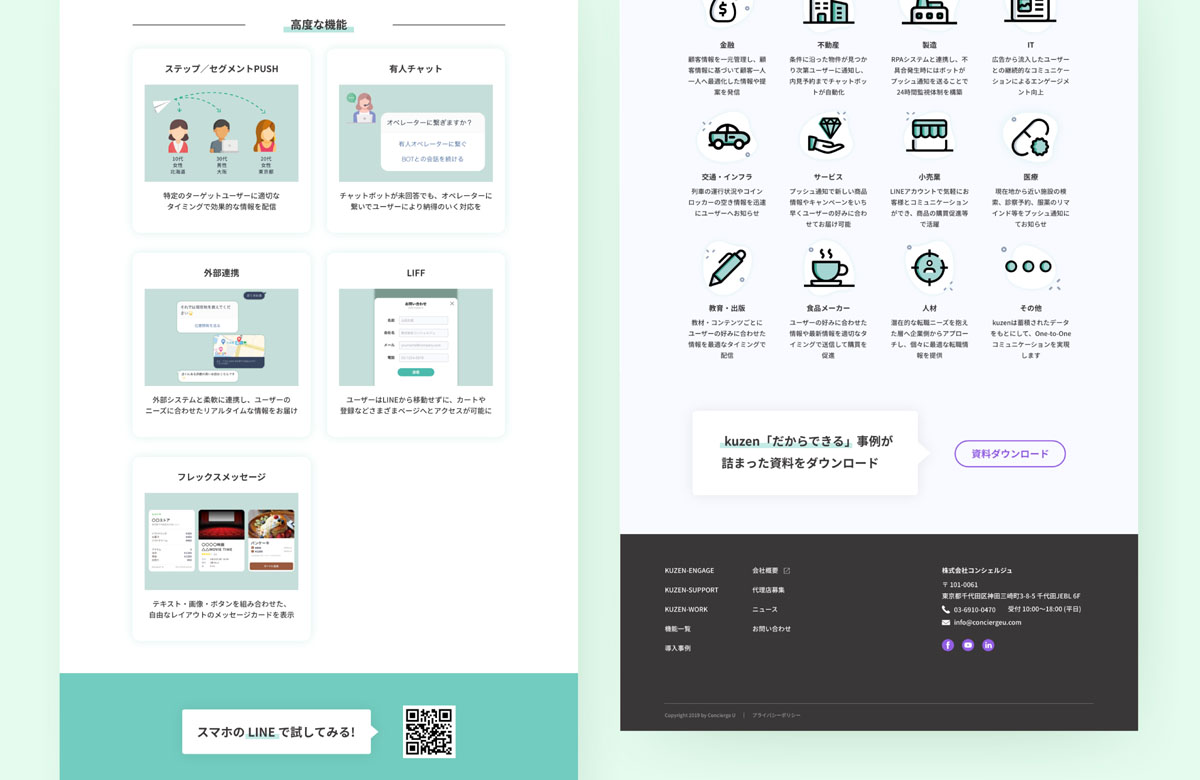 高度な機能
ステップ／セグメントPUSH
10代
女性
北海道
30代
男性
大阪
20代
女性
東京都
特定のターゲットユーザーに適切な
タイミングで効果的な情報を配信
有人チャット
オペレーターに繋ぎますか？
有人オペレーターに繋ぐ
BOTとの会話を続ける
チャットボットが未回答でも、オペレーターに
繋いでユーザーにより納得のいく対応を
外部連携
外部システムと柔軟に連携し、ユーザーの
ニーズに合わせたリアルタイムな情報をお届け
LIFF
お問い合わせ
名前
会社名
メール
電話
ユーザーはLINEから移動せずに、カートや
登録などさまざまページへとアクセスが可能に
フレックスメッセージ
〇〇ストア
〇〇〇〇映画
△△MOVIE TIME
パンケーキ
テキスト・画像・ボタンを組み合わせた、
自由なレイアウトのメッセージカードを表示
スマホの LINE で試してみる!
金融
顧客情報を一元管理し、顧
客情報に基づいて顧客一人
一人へ最適化した情報や提
案を発信
不動産
条件に沿った物件が見つか
り次第ユーザーに通知し、
内見予約までチャットボッ
トが自動化
製造
RPAシステムと連携し、不
具合発生時にはボットが
プッシュ通知を送ることで
24時間監視体制を構築
IT
広告から流入したユーザー
との継続的なコミュニケー
ションによるエンゲージメ
ント向上
交通・インフラ
列車の運行状況やコイン
ロッカーの空き情報を迅速
にユーザーへお知らせ
サービス
プッシュ通知で新しい商品
情報やキャンペーンをいち
早くユーザーの好みに合わ
せてお届け可能
小売業
LINEアカウントで気軽にお
客様とコミュニケーション
ができ、商品の購買促進等
で活躍
医療
現在地から近い施設の検
索、診察予約、服薬のリマ
インド等をプッシュ通知に
てお知らせ
教育・出版
教材・コンテンツごとに
ユーザーの好みに合わせた
情報を最適なタイミングで
配信
食品メーカー
ユーザーの好みに合わせた
情報や最新情報を適切なタ
イミングで送信して購買を
促進
人材
潜在的な転職ニーズを抱え
た層へ企業側からアプロー
チし、個々に最適な転職情
報を提供
その他
kuzenは蓄積されたデータ
をもとにして、One-to-One
コミュニケーションを実現
します
kuzen「だからできる」事例が
詰まった資料をダウンロード
資料ダウンロード
KUZEN-ENGAGE
KUZEN-SUPPORT
KUZEN-WORK
機能一覧
導入事例
会社概要
代理店募集
ニュース
お問い合わせ
株式会社コンシェルジュ
〒101-0061
東京都千代田区神田三崎町3-8-5 千代田JEBL 6F
03-6910-0470 受付 10:00〜18:00 (平日)
info@conciergeu.com
Copyright 2019 by Concierge U | プライバシーポリシー